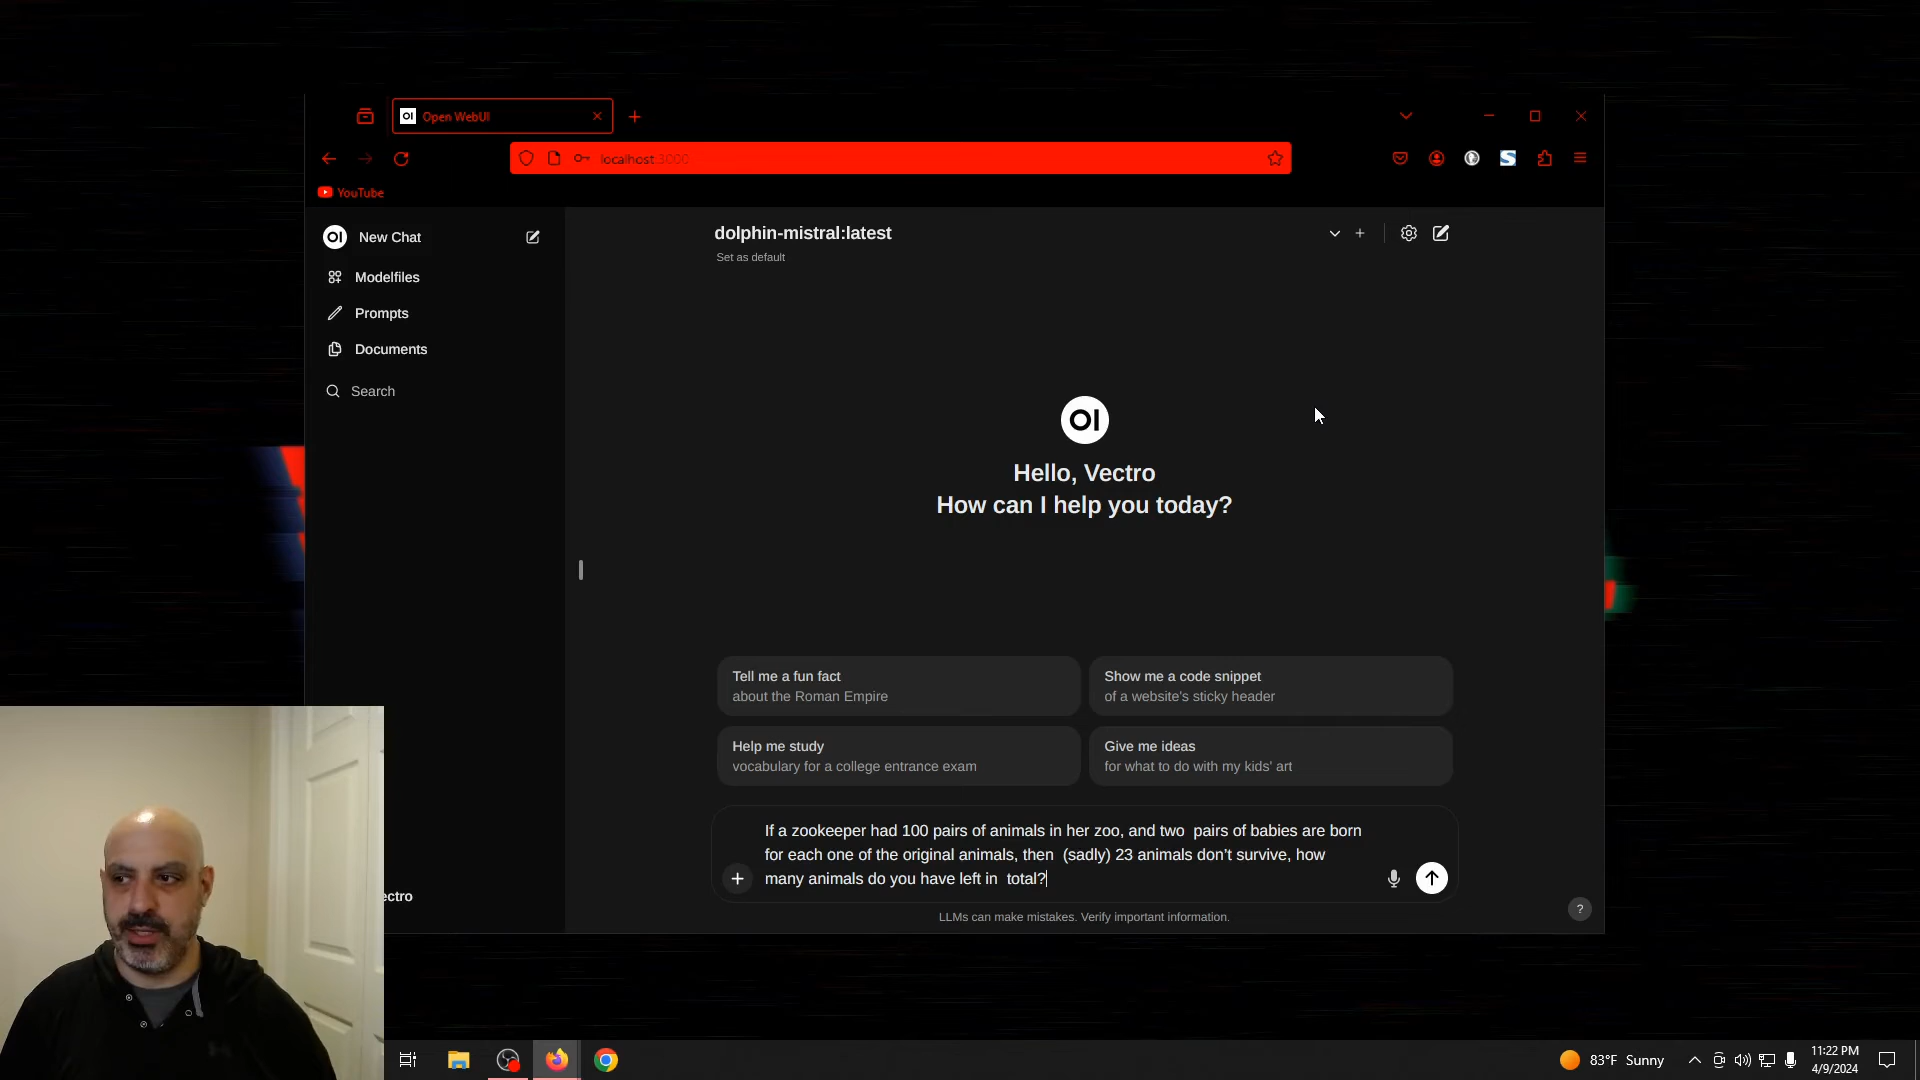 Open WebUI
localhost:3000
YouTube
OI New Chat
Modelfiles
Prompts
Documents
Search
dolphin-mistral:latest
Set as default
OI
Hello, Vectro
How can I help you today?
Tell me a fun fact
about the Roman Empire
Show me a code snippet
of a website's sticky header
Help me study
vocabulary for a college entrance exam
Give me ideas
for what to do with my kids' art
If a zookeeper had 100 pairs of animals in her zoo, and two  pairs of babies are born
for each one of the original animals, then  (sadly) 23 animals don't survive, how
many animals do you have left in  total?
LLMs can make mistakes. Verify important information.
?
ectro
83°F Sunny
11:22 PM
4/9/2024